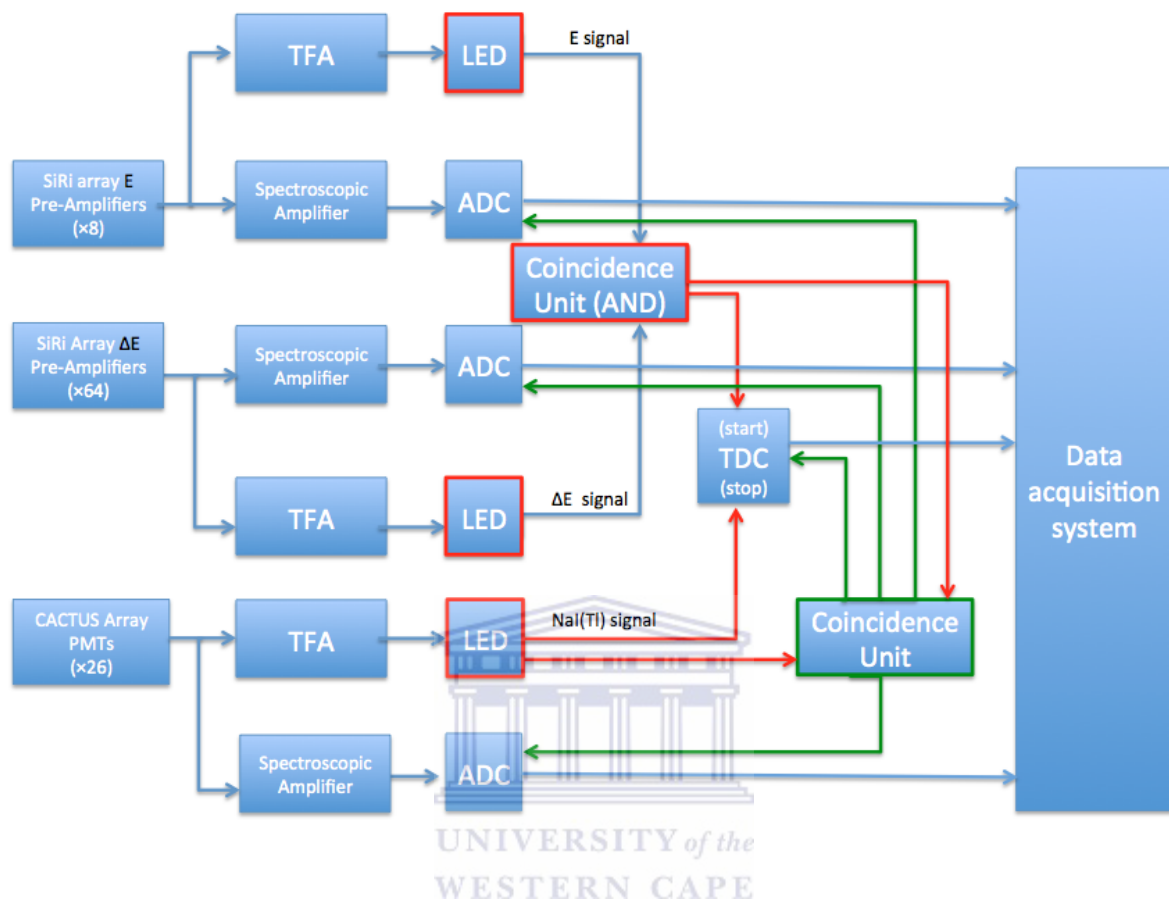 TFA
LED
E signal
SiRi array E
Pre-Amplifiers
(×8)
Spectroscopic
Amplifier
ADC
Coincidence
Unit (AND)
SiRi Array ΔE
Pre-Amplifiers
(×64)
Spectroscopic
Amplifier
ADC
(start)
TDC
(stop)
Data
acquisition
system
TFA
LED
ΔE signal
CACTUS Array
PMTs
(×26)
TFA
LED
NaI(Tl) signal
Coincidence
Unit
Spectroscopic
Amplifier
ADC
UNIVERSITY of the
WESTERN CAPE